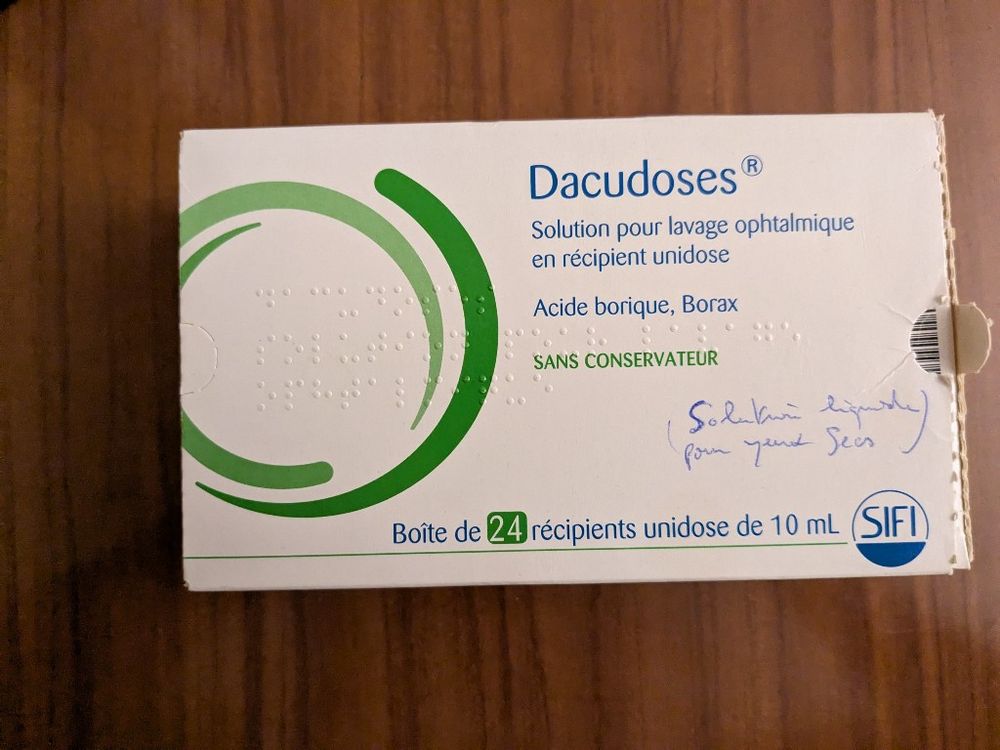 Dacudoses®
Solution pour lavage ophtalmique
en récipient unidose
Acide borique, Borax
SANS CONSERVATEUR
(Solution liquide)
(pour yeux Secs
Boîte de 24 récipients unidose de 10 mL
SIFI